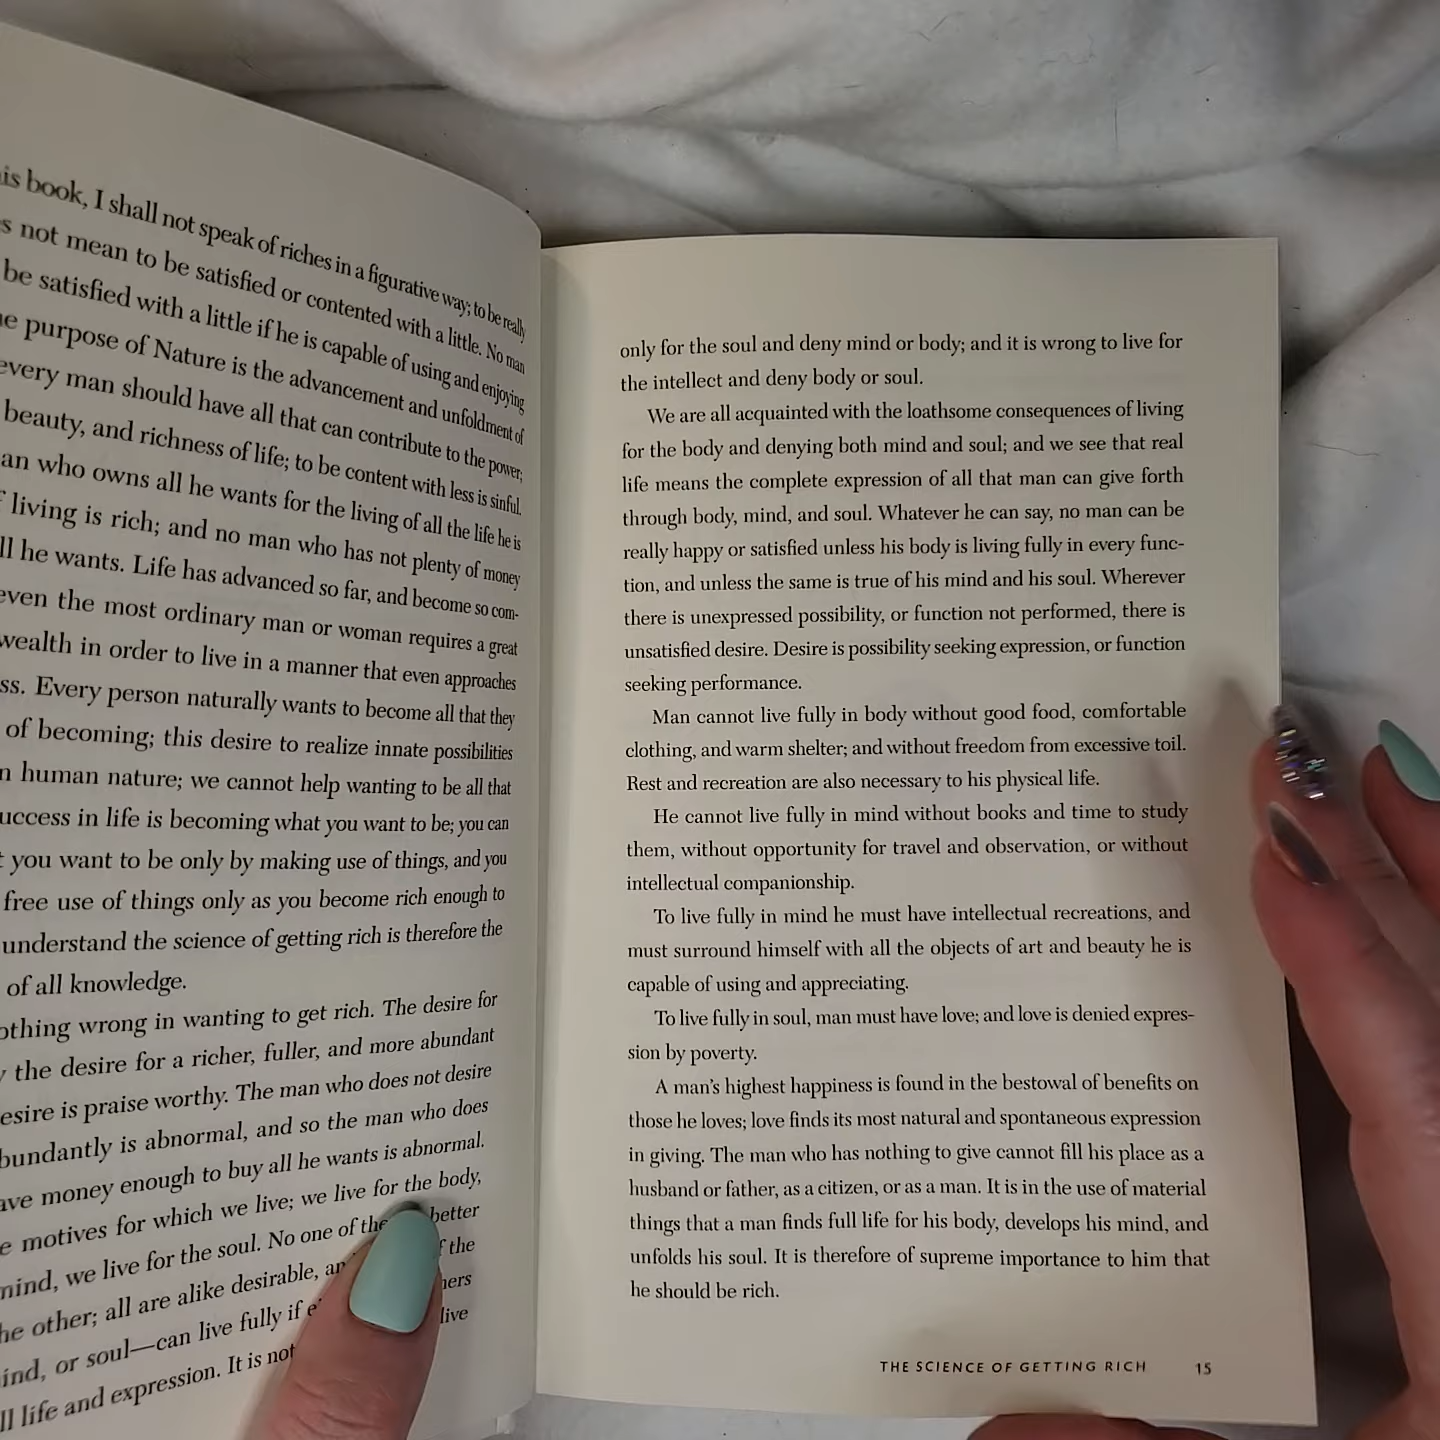 is book, I shall not speak of riches in a figurative way; to be really
s not mean to be satisfied or contented with a little. No man
be satisfied with a little if he is capable of using and enjoying
e purpose of Nature is the advancement and unfoldment of
every man should have all that can contribute to the power,
beauty, and richness of life; to be content with less is sinful.
an who owns all he wants for the living of all the life he is
living is rich; and no man who has not plenty of money
ll he wants. Life has advanced so far, and become so com-
even the most ordinary man or woman requires a great
wealth in order to live in a manner that even approaches
ss. Every person naturally wants to become all that they
of becoming; this desire to realize innate possibilities
n human nature; we cannot help wanting to be all that
uccess in life is becoming what you want to be; you can
t you want to be only by making use of things, and you
free use of things only as you become rich enough to
understand the science of getting rich is therefore the
of all knowledge.
othing wrong in wanting to get rich. The desire for
y the desire for a richer, fuller, and more abundant
esire is praise worthy. The man who does not desire
bundantly is abnormal, and so the man who does
ave money enough to buy all he wants is abnormal.
e motives for which we live; we live for the body,
mind, we live for the soul. No one of the better
he other; all are alike desirable, an f the
ind, or soul—can live fully if e hers
ll life and expression. It is not live
only for the soul and deny mind or body; and it is wrong to live for
the intellect and deny body or soul.
We are all acquainted with the loathsome consequences of living
for the body and denying both mind and soul; and we see that real
life means the complete expression of all that man can give forth
through body, mind, and soul. Whatever he can say, no man can be
really happy or satisfied unless his body is living fully in every func-
tion, and unless the same is true of his mind and his soul. Wherever
there is unexpressed possibility, or function not performed, there is
unsatisfied desire. Desire is possibility seeking expression, or function
seeking performance.
Man cannot live fully in body without good food, comfortable
clothing, and warm shelter; and without freedom from excessive toil.
Rest and recreation are also necessary to his physical life.
He cannot live fully in mind without books and time to study
them, without opportunity for travel and observation, or without
intellectual companionship.
To live fully in mind he must have intellectual recreations, and
must surround himself with all the objects of art and beauty he is
capable of using and appreciating.
To live fully in soul, man must have love; and love is denied expres-
sion by poverty.
A man's highest happiness is found in the bestowal of benefits on
those he loves; love finds its most natural and spontaneous expression
in giving. The man who has nothing to give cannot fill his place as a
husband or father, as a citizen, or as a man. It is in the use of material
things that a man finds full life for his body, develops his mind, and
unfolds his soul. It is therefore of supreme importance to him that
he should be rich.
THE SCIENCE OF GETTING RICH 15